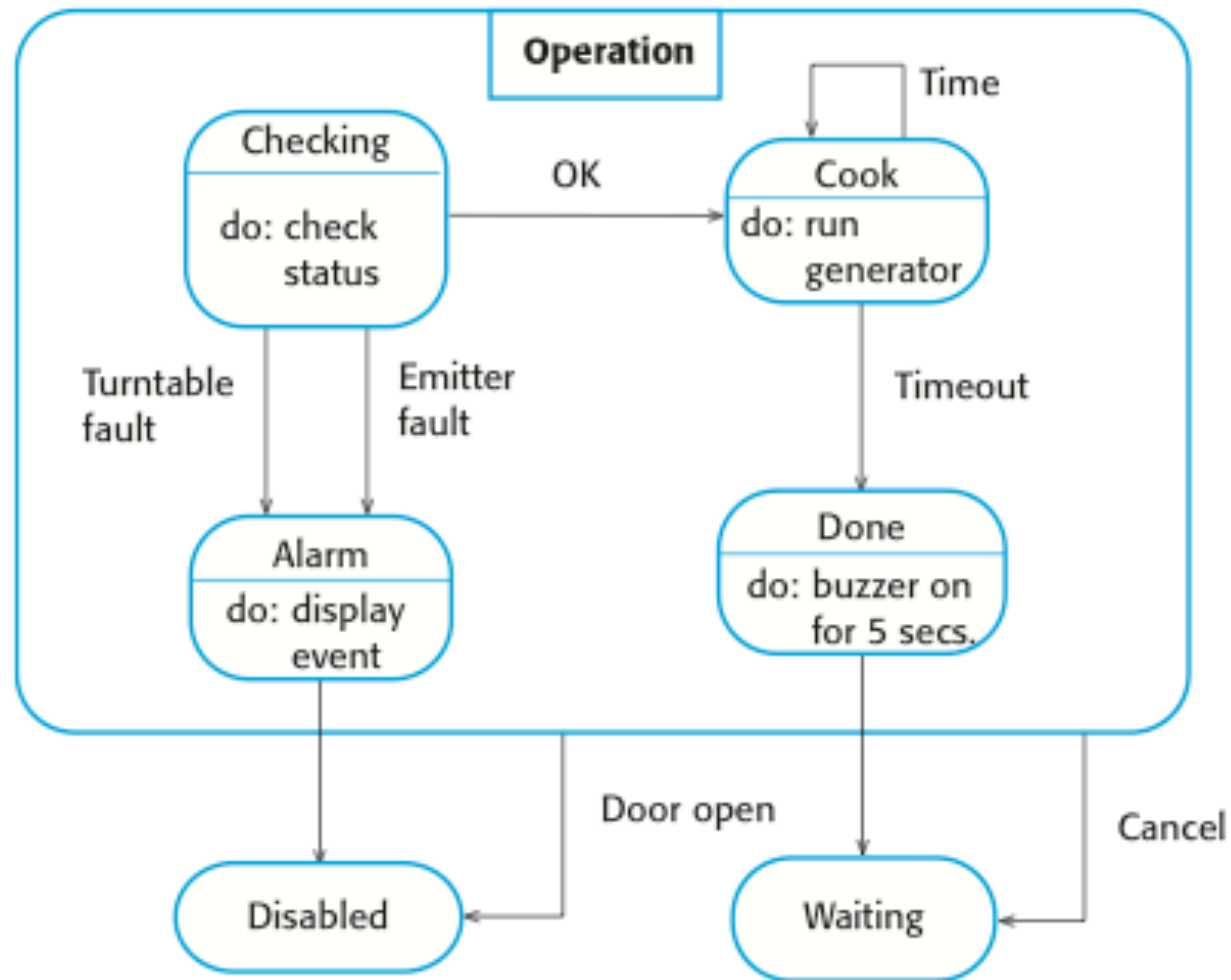 Operation
Time
Checking
do: check
status
OK
Cook
do: run
generator
Turntable
fault
Emitter
fault
Timeout
Alarm
do: display
event
Done
do: buzzer on
for 5 secs.
Door open
Cancel
Disabled
Waiting